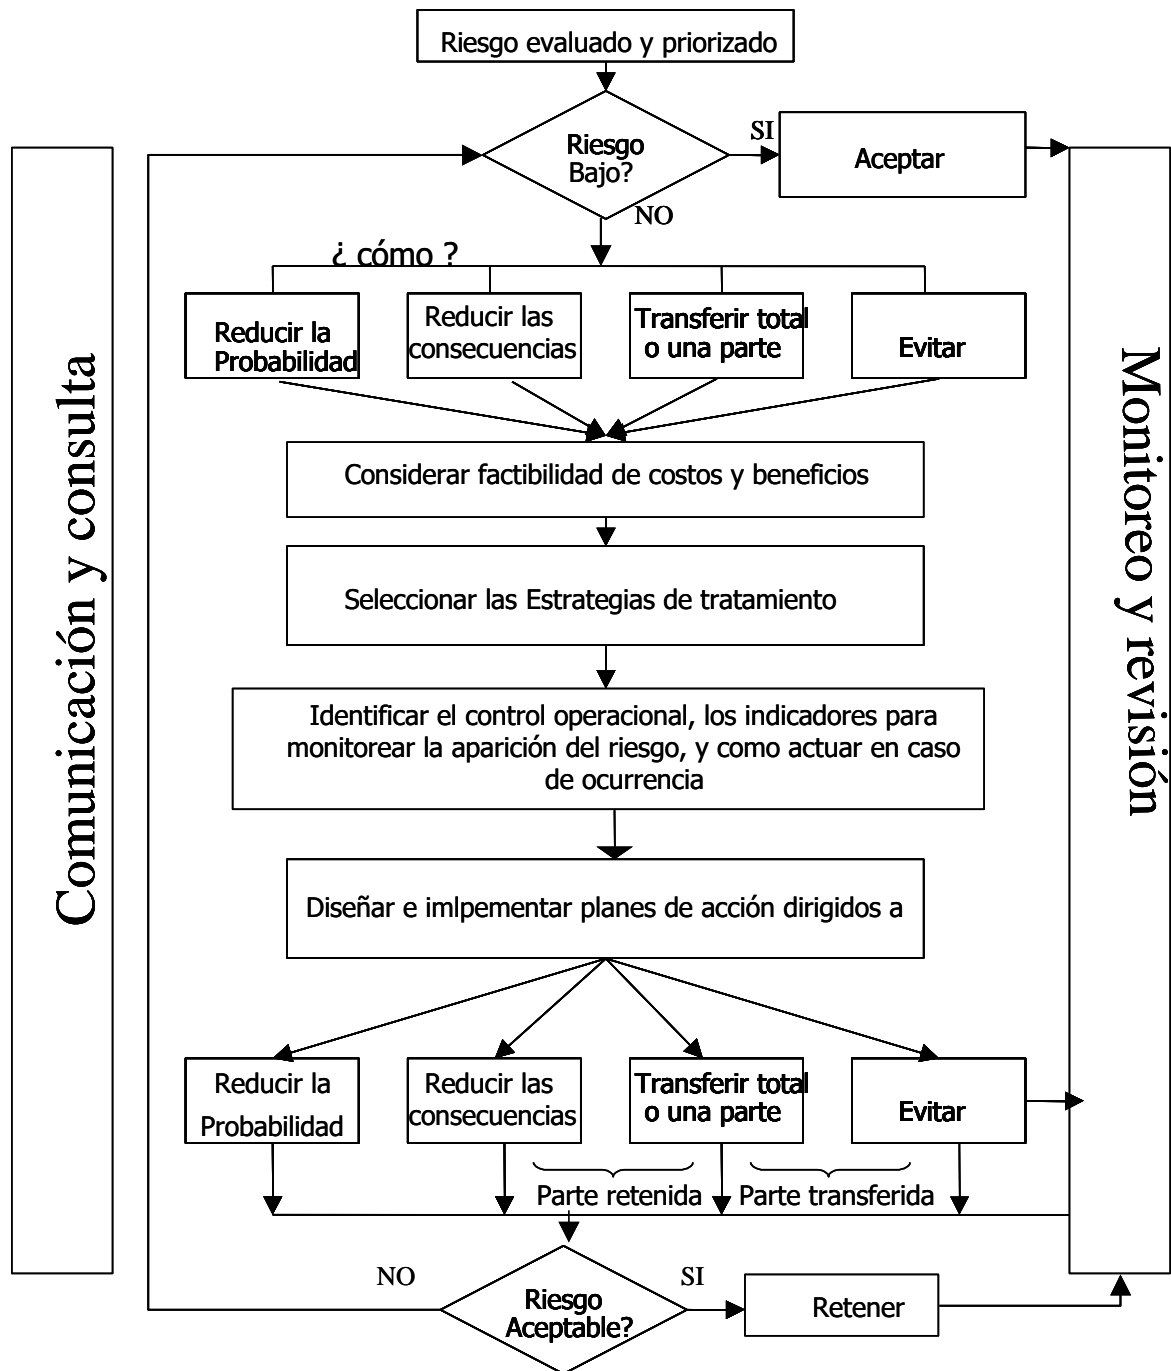 Riesgo evaluado y priorizado
Riesgo
Bajo?
SI
Aceptar
NO
¿ cómo ?
Reducir la
Probabilidad
Reducir las
consecuencias
Transferir total
o una parte
Evitar
Considerar factibilidad de costos y beneficios
Seleccionar las Estrategias de tratamiento
Identificar el control operacional, los indicadores para
monitorear la aparición del riesgo, y como actuar en caso
de ocurrencia
Diseñar e imlpementar planes de acción dirigidos a
Reducir la
Probabilidad
Reducir las
consecuencias
Transferir total
o una parte
Evitar
Parte retenida
Parte transferida
NO
Riesgo
Aceptable?
SI
Retener
Comunicación y consulta
Monitoreo y revisión